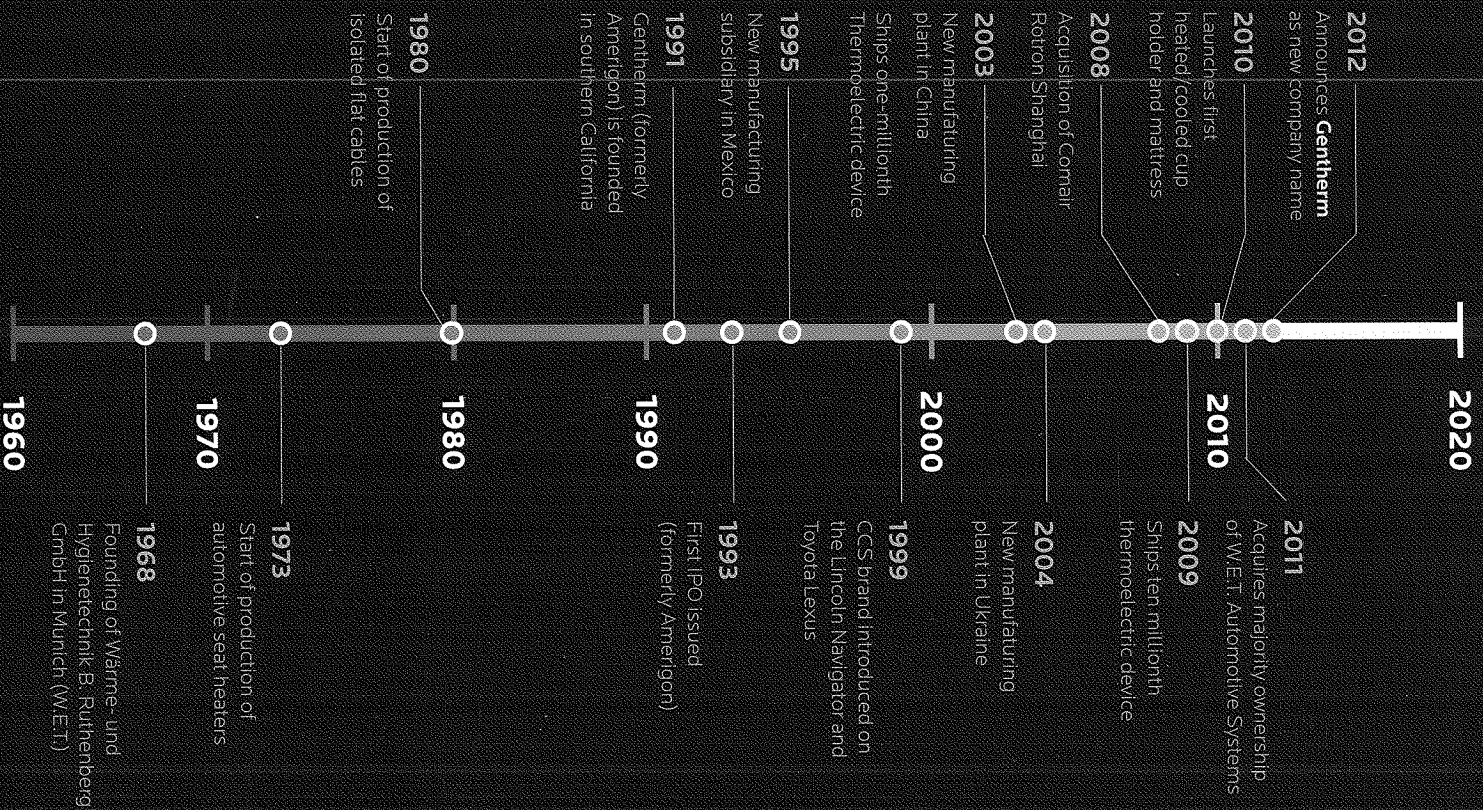 2020
2012
Announces Gentherm
as new company name
2011
Acquires majority ownership
of W.E.T. Automotive Systems
2010
Launches first
heated/cooled cup
holder and mattress
2010
2009
Ships ten millionth
thermoelectric device
2008
Acquisition of Comair
Rotron Shanghai
2004
New manufaturing
plant in Ukraine
2003
New manufaturing
plant in China
Ships one-millionth
Thermoelectric device
2000
1999
CCS brand introduced on
the Lincoln Navigator and
Toyota Lexus
1995
New manufacturing
subsidiary in Mexico
1993
First IPO issued
(formerly Amerigon)
1991
Gentherm (formerly
Amerigon) is founded
in southern California
1990
1980
1980
Start of production of
isolated flat cables
1973
Start of production of
automotive seat heaters
1970
1968
Founding of Wärme- und
Hygienetechnik B. Ruthenberg
GmbH in Munich (W.E.T.)
1960